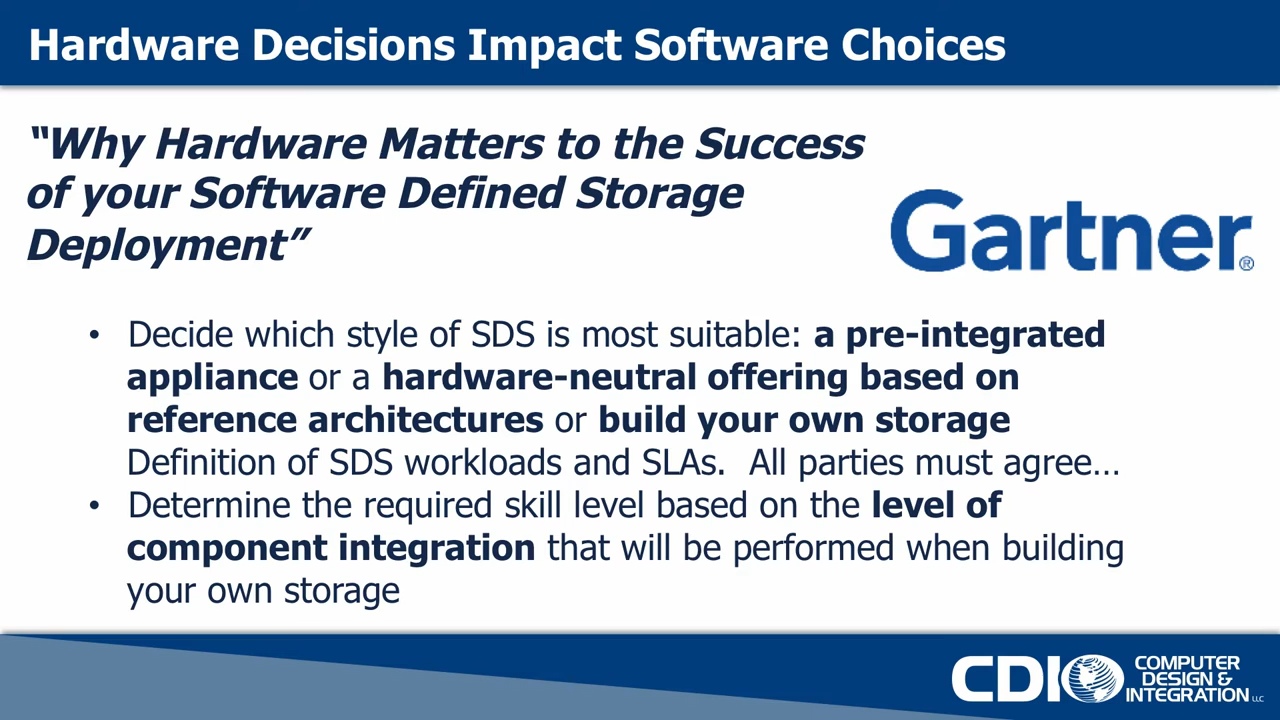 Hardware Decisions Impact Software Choices
“Why Hardware Matters to the Success
of your Software Defined Storage
Deployment”
Gartner®
• Decide which style of SDS is most suitable: a pre-integrated
appliance or a hardware-neutral offering based on
reference architectures or build your own storage
Definition of SDS workloads and SLAs.  All parties must agree…
• Determine the required skill level based on the level of
component integration that will be performed when building
your own storage
CDI
COMPUTER
DESIGN &
INTEGRATION LLC